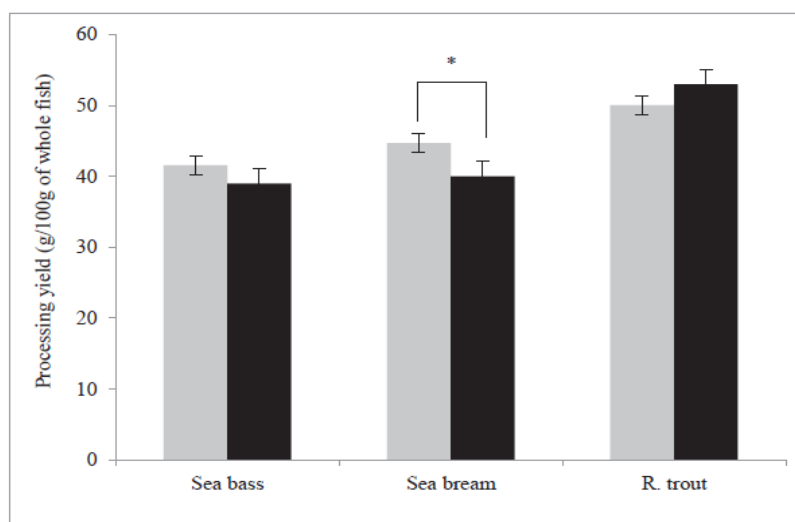 Processing yield (g/100g of whole fish)
60
50
40
30
20
10
0
*
Sea bass
Sea bream
R. trout